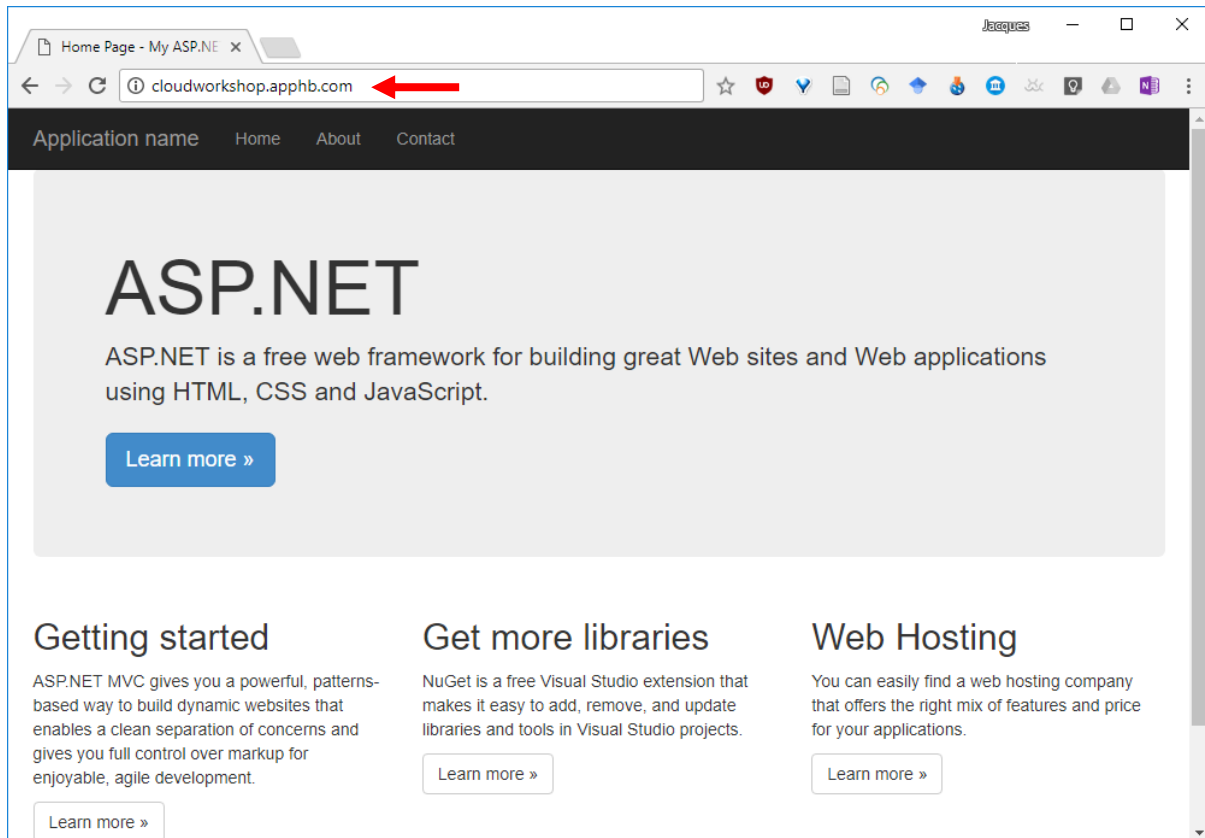 Jacques
Home Page - My ASP.NE
cloudworkshop.apphb.com
Application name Home About Contact
ASP.NET
ASP.NET is a free web framework for building great Web sites and Web applications
using HTML, CSS and JavaScript.
Learn more »
Getting started
ASP.NET MVC gives you a powerful, patterns-
based way to build dynamic websites that
enables a clean separation of concerns and
gives you full control over markup for
enjoyable, agile development.
Learn more »
Get more libraries
NuGet is a free Visual Studio extension that
makes it easy to add, remove, and update
libraries and tools in Visual Studio projects.
Learn more »
Web Hosting
You can easily find a web hosting company
that offers the right mix of features and price
for your applications.
Learn more »